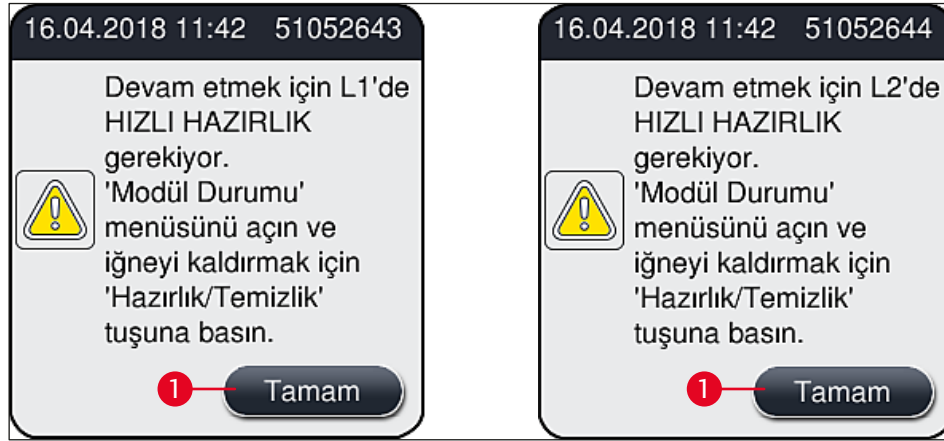 16.04.2018 11:42 51052643
Devam etmek için L1'de
HIZLI HAZIRLIK
gerekiyor.
'Modül Durumu'
menüsünü açın ve
iğneyi kaldırmak için
'Hazırlık/Temizlik'
tuşuna basın.
1 Tamam
16.04.2018 11:42 51052644
Devam etmek için L2'de
HIZLI HAZIRLIK
gerekiyor.
'Modül Durumu'
menüsünü açın ve
iğneyi kaldırmak için
'Hazırlık/Temizlik'
tuşuna basın.
1 Tamam